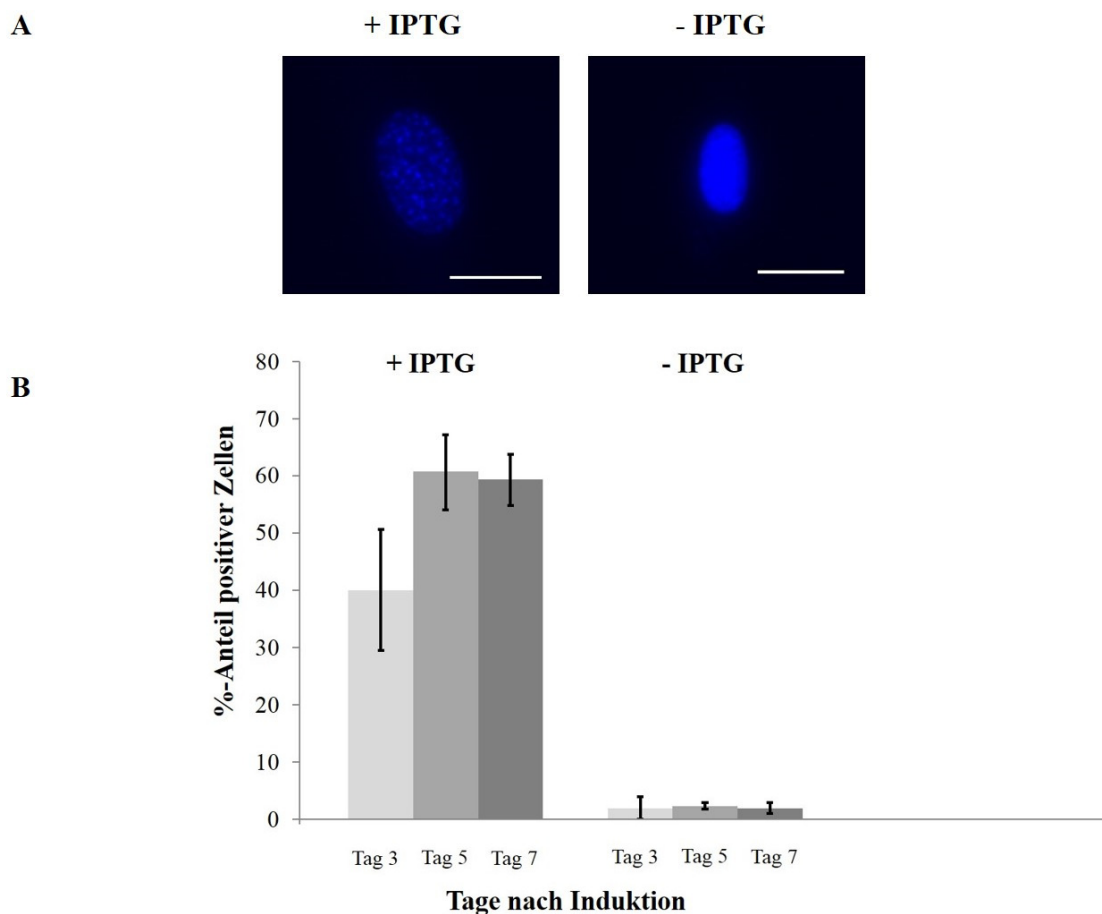 A
+ IPTG
- IPTG
B
+ IPTG
- IPTG
%-Anteil positiver Zellen
80
70
60
50
40
30
20
10
0
Tag 3 Tag 5 Tag 7 Tag 3 Tag 5 Tag 7
Tage nach Induktion